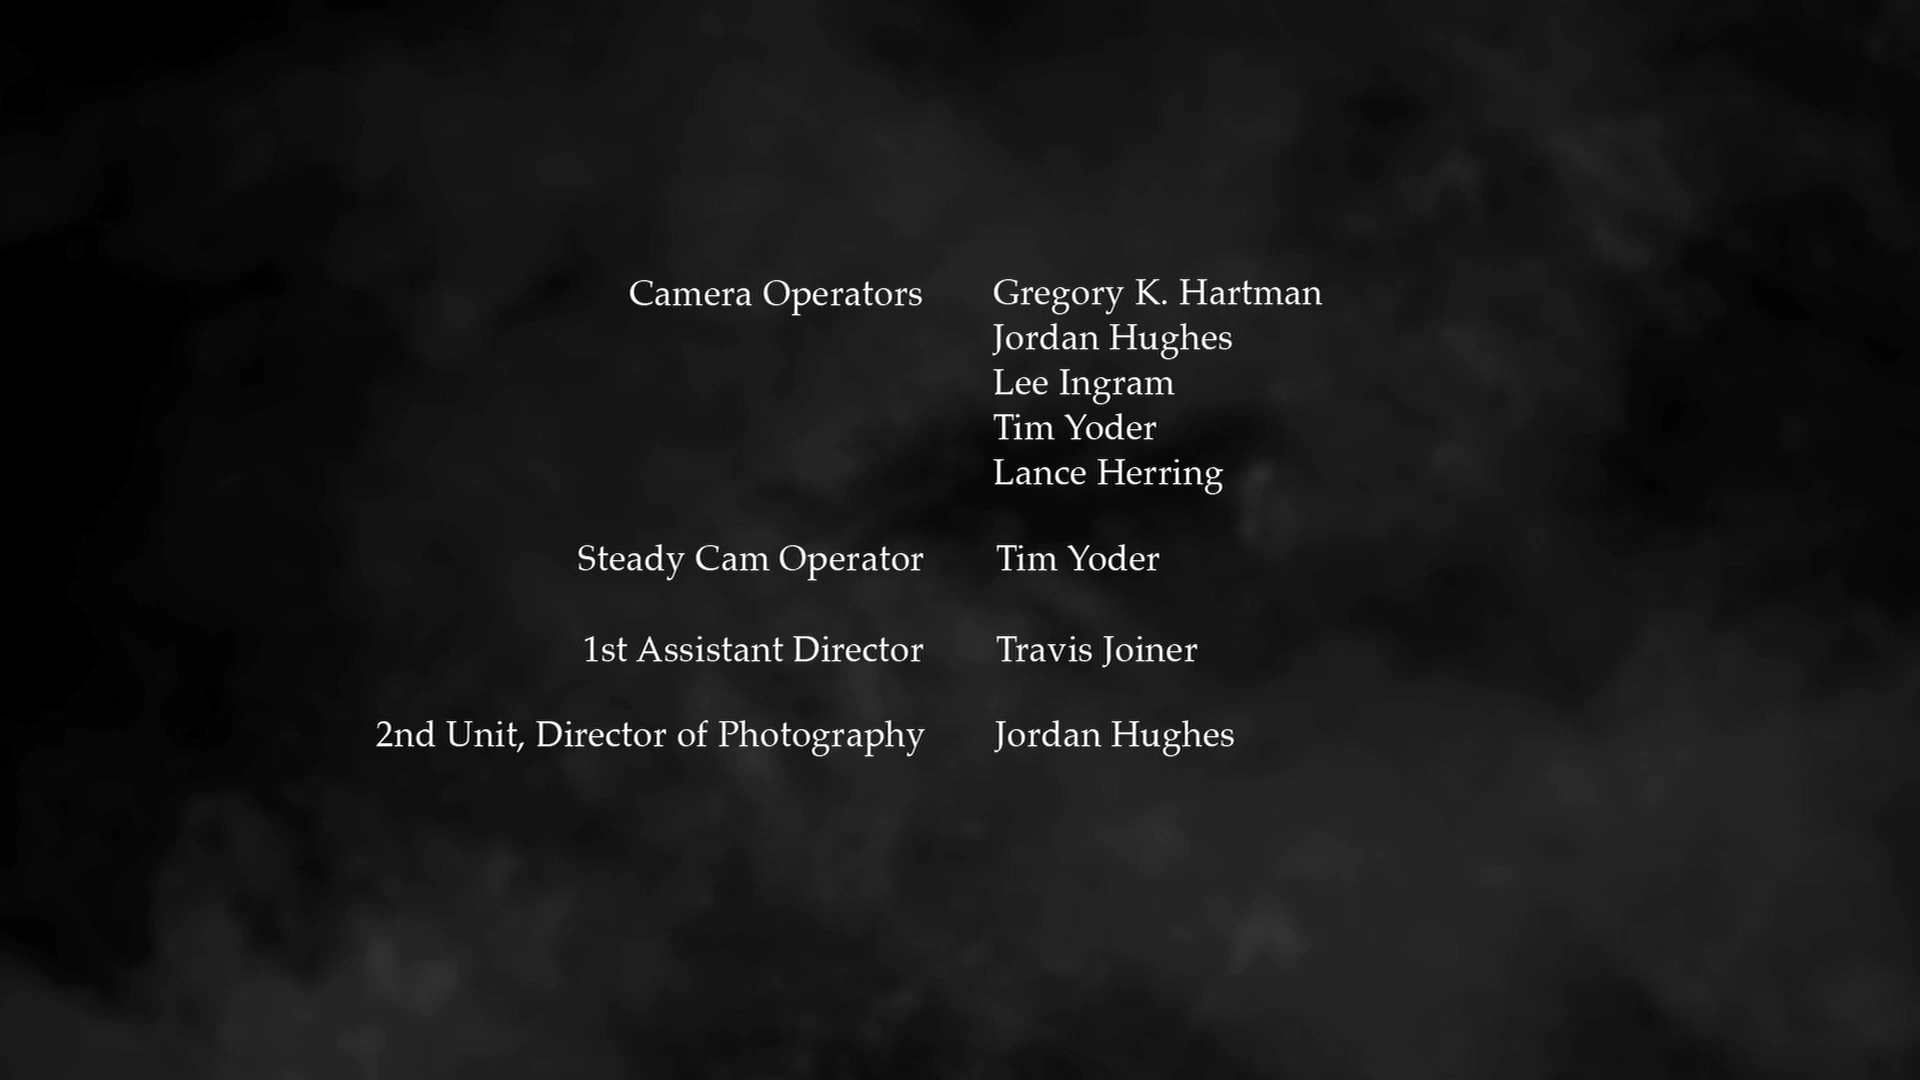 Camera Operators Gregory K. Hartman
Jordan Hughes
Lee Ingram
Tim Yoder
Lance Herring
Steady Cam Operator Tim Yoder
1st Assistant Director Travis Joiner
2nd Unit, Director of Photography Jordan Hughes